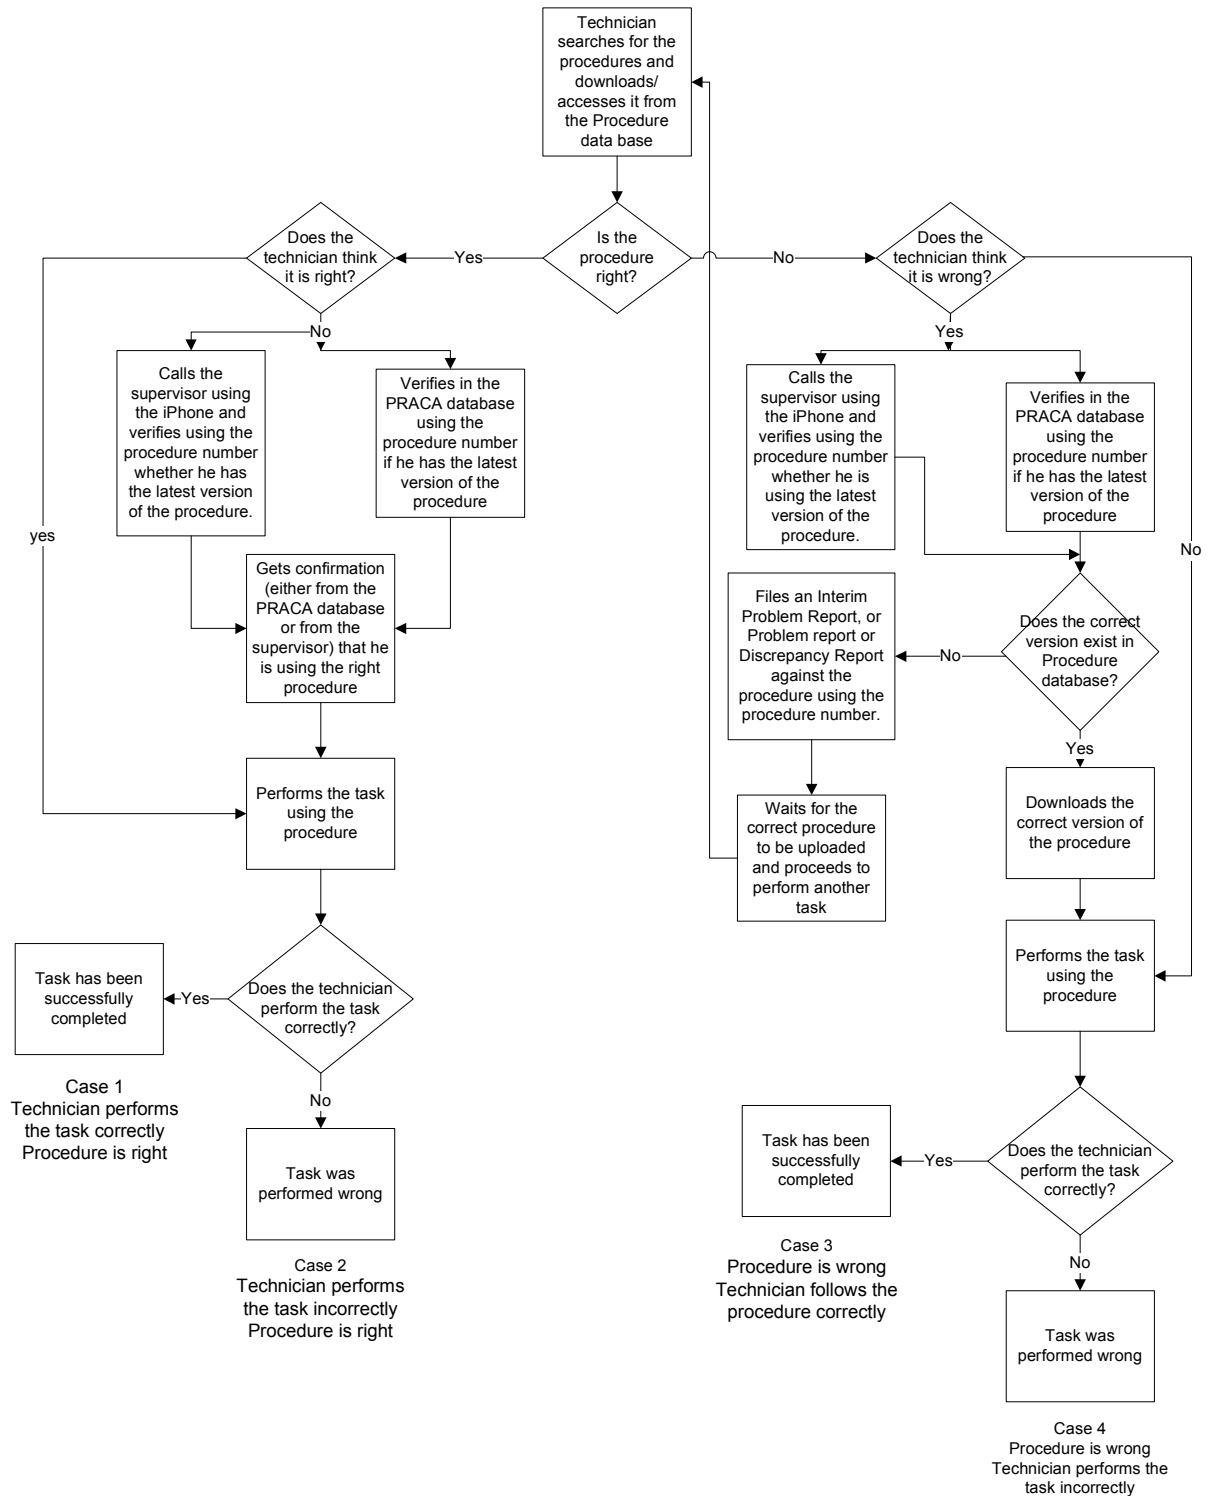 Technician
searches for the
procedures and
downloads/
accesses it from
the Procedure
data base
Does the
technician think
it is right?
Yes
Is the
procedure
right?
No
Does the
technician think
it is wrong?
No
Yes
Calls the
supervisor using
the iPhone and
verifies using the
procedure number
whether he has
the latest version
of the procedure.
Verifies in the
PRACA database
using the
procedure number
if he has the latest
version of the
procedure
Calls the
supervisor using
the iPhone and
verifies using the
procedure number
whether he is
using the latest
version of the
procedure.
Verifies in the
PRACA database
using the
procedure number
if he has the latest
version of the
procedure
yes
No
Gets confirmation
(either from the
PRACA database
or from the
supervisor) that he
is using the right
procedure
Files an Interim
Problem Report, or
Problem report or
Discrepancy Report
against the
procedure using the
procedure number.
No
Does the correct
version exist in
Procedure
database?
Yes
Performs the task
using the
procedure
Waits for the
correct procedure
to be uploaded
and proceeds to
perform another
task
Downloads the
correct version of
the procedure
Performs the task
using the
procedure
Task has been
successfully
completed
Yes
Does the technician
perform the task
correctly?
Case 1
Technician performs
the task correctly
Procedure is right
No
Task was
performed wrong
Case 2
Technician performs
the task incorrectly
Procedure is right
Task has been
successfully
completed
Yes
Does the technician
perform the task
correctly?
Case 3
Procedure is wrong
Technician follows the
procedure correctly
No
Task was
performed wrong
Case 4
Procedure is wrong
Technician performs the
task incorrectly